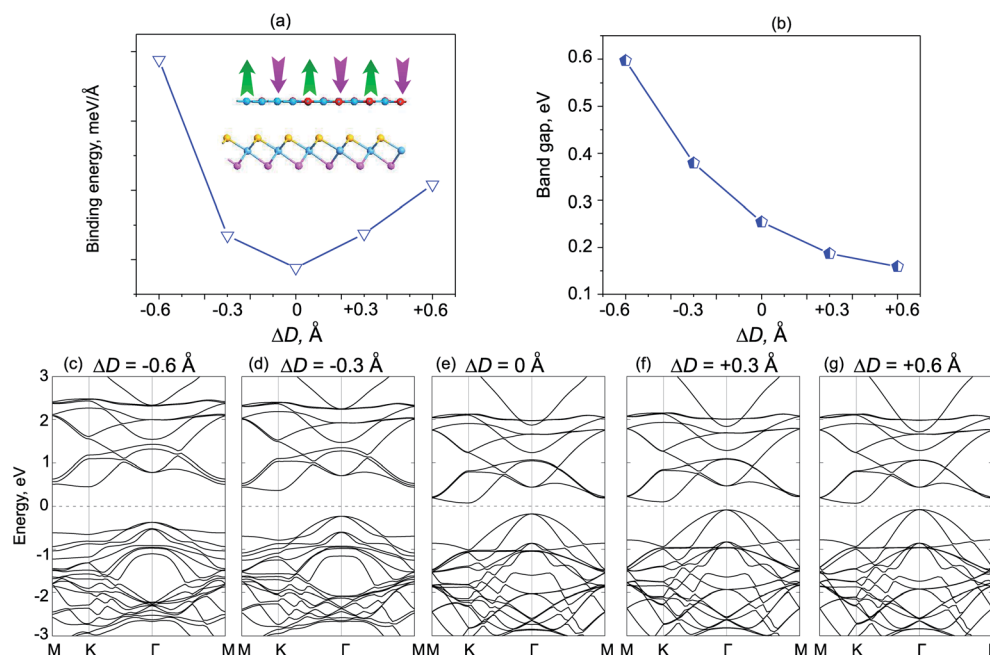 (a)
Binding energy, meV/Å
-0.6 -0.3 0 +0.3 +0.6
ΔD, Å
(b)
Band gap, eV
0.6
0.5
0.4
0.3
0.2
0.1
-0.6 -0.3 0 +0.3 +0.6
ΔD, Å
(c) ΔD = -0.6 Å
(d) ΔD = -0.3 Å
(e) ΔD = 0 Å
(f) ΔD = +0.3 Å
(g) ΔD = +0.6 Å
Energy, eV
3
2
1
0
-1
-2
-3
M K Γ M
M K Γ M
M K Γ M
M K Γ M
M K Γ